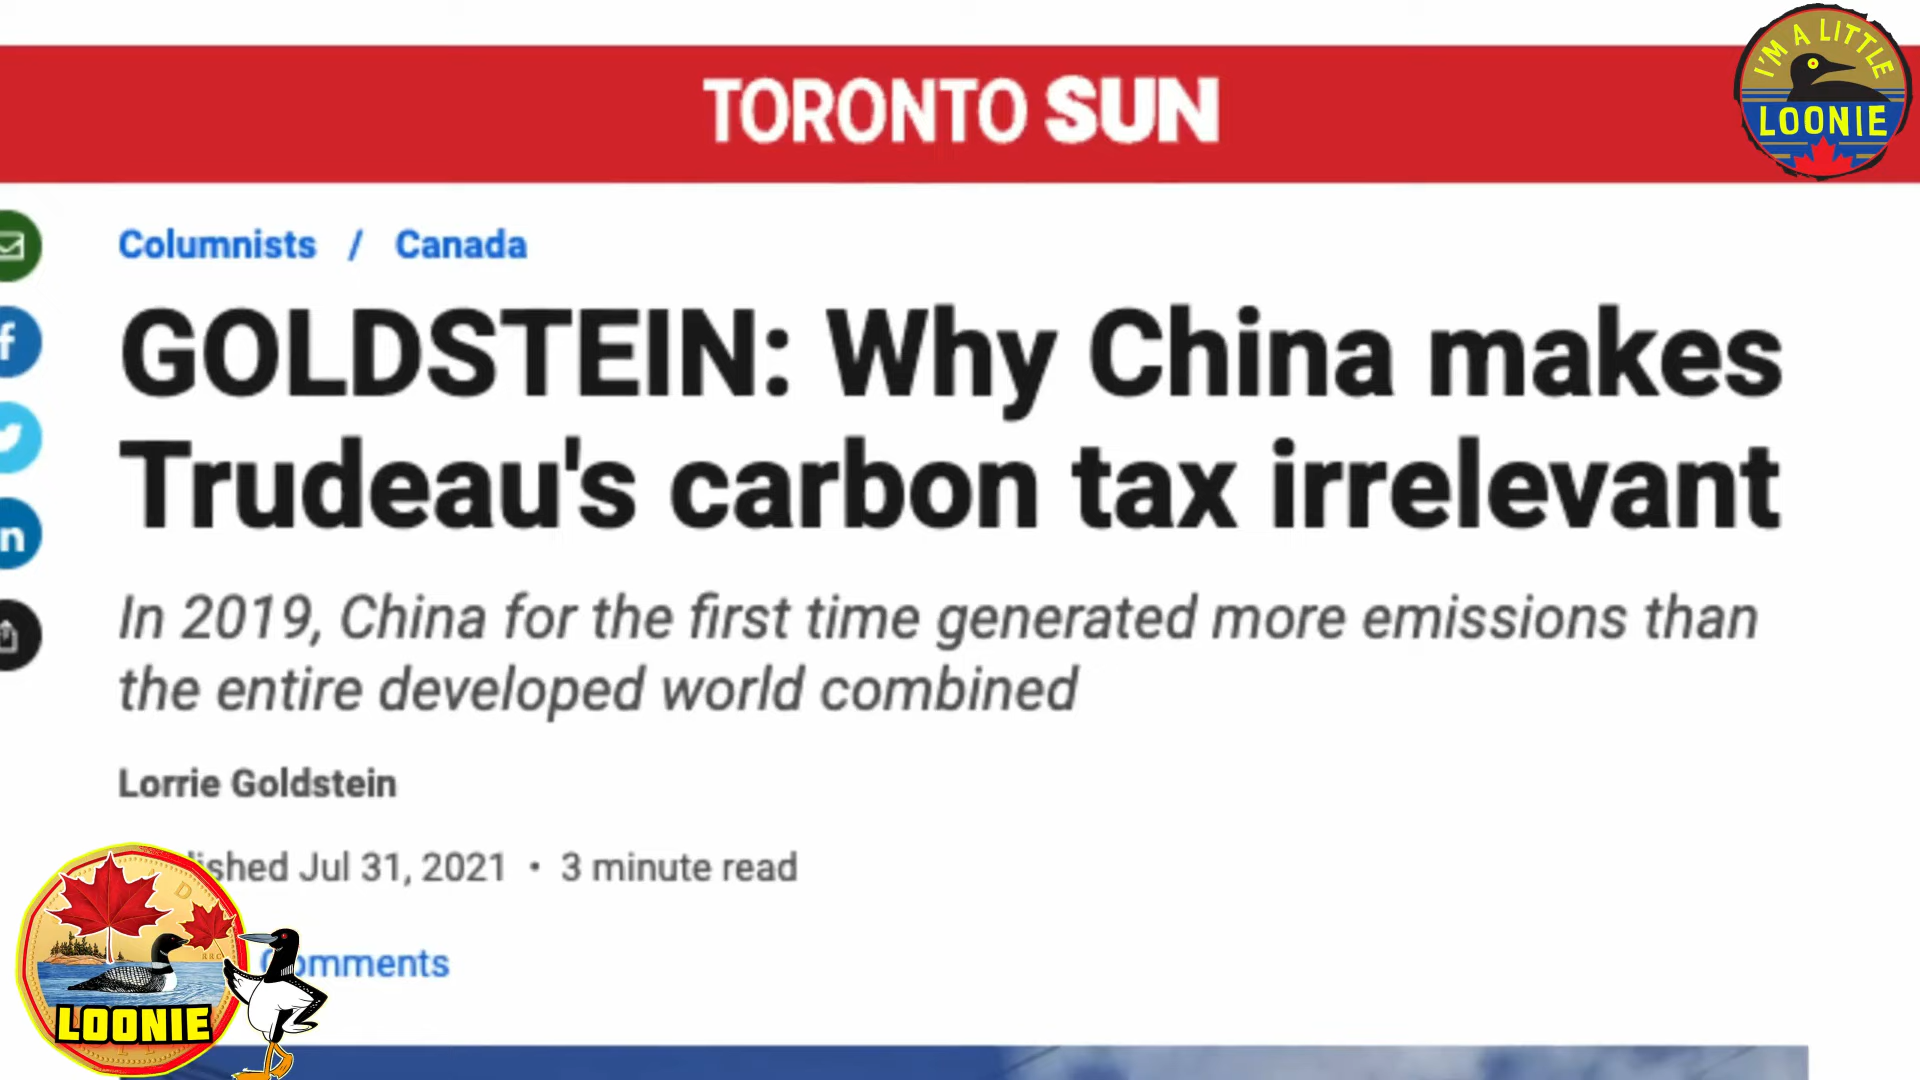 TORONTO SUN
I'M A LITTLE
LOONIE
Columnists / Canada
GOLDSTEIN: Why China makes
Trudeau's carbon tax irrelevant
In 2019, China for the first time generated more emissions than
the entire developed world combined
Lorrie Goldstein
ished Jul 31, 2021 • 3 minute read
omments
LOONIE